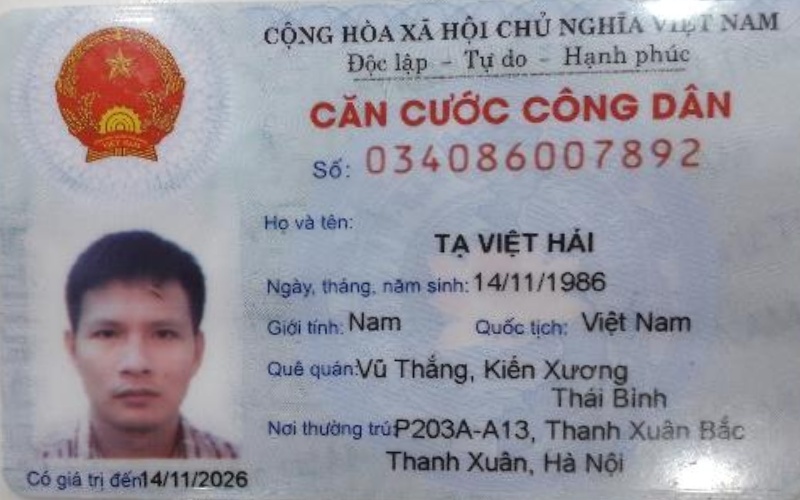 CỘNG HÒA XÃ HỘI CHỦ NGHĨA VIỆT NAM
Độc lập - Tự do - Hạnh phúc
CĂN CƯỚC CÔNG DÂN
Số: 034086007892
Họ và tên:
TẠ VIỆT HẢI
Ngày, tháng, năm sinh: 14/11/1986
Giới tính: Nam Quốc tịch: Việt Nam
Quê quán: Vũ Thắng, Kiến Xương
Thái Bình
Nơi thường trú: P203A-A13, Thanh Xuân Bắc
Thanh Xuân, Hà Nội
Có giá trị đến 14/11/2026
VIỆT NAM